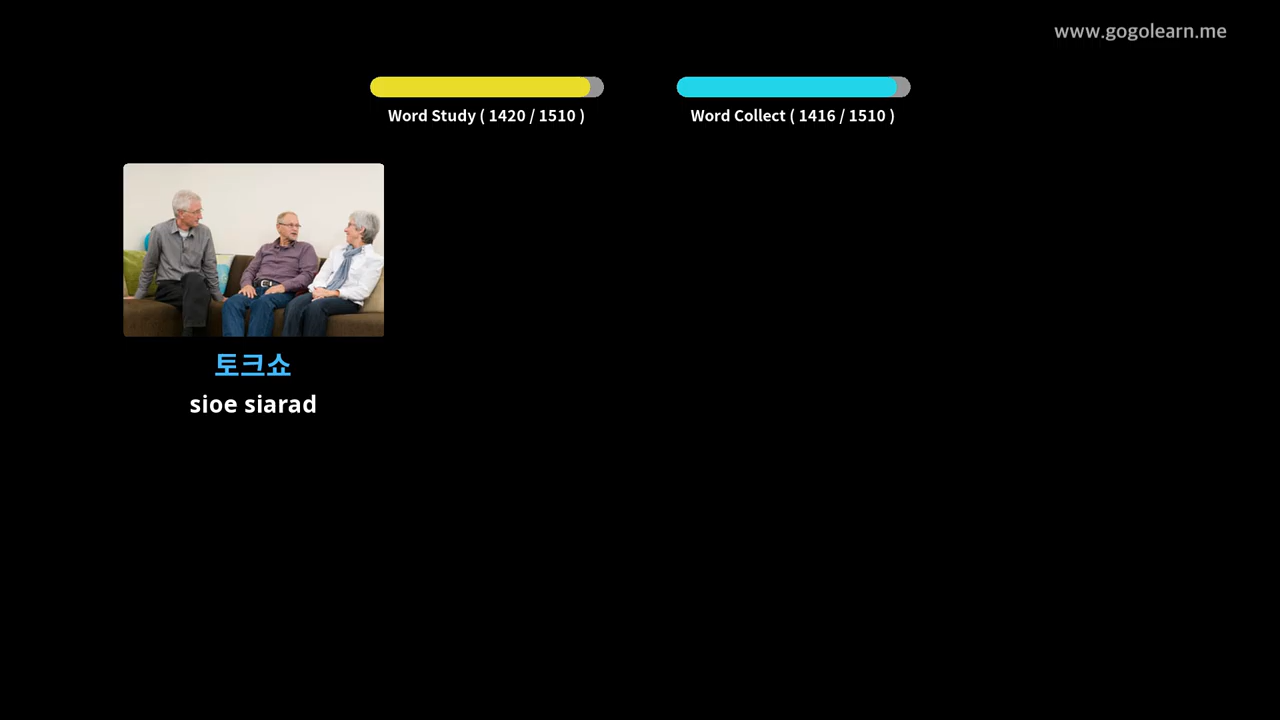 www.gogolearn.me
Word Study ( 1420 / 1510 )
Word Collect ( 1416 / 1510 )
토크쇼
sioe siarad